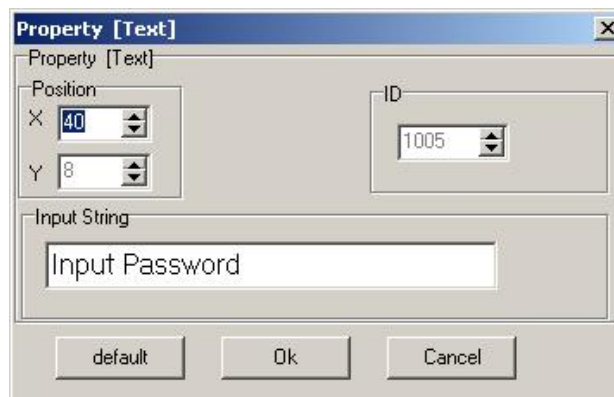 Property [Text]
Property [Text]
Position
X 40
Y 8
ID
1005
Input String
Input Password
default Ok Cancel